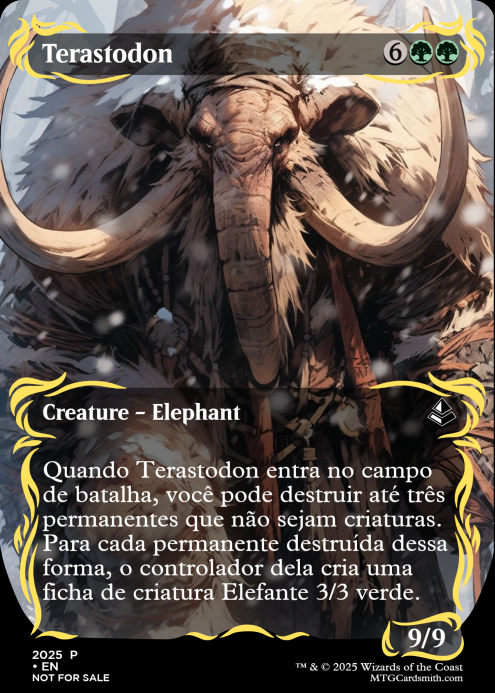 Terastodon 6
Creature – Elephant
Quando Terastodon entra no campo
de batalha, você pode destruir até três
permanentes que não sejam criaturas.
Para cada permanente destruída dessa
forma, o controlador dela cria uma
ficha de criatura Elefante 3/3 verde.
9/9
2025 P
• EN
NOT FOR SALE
™ & © 2025 Wizards of the Coast
MTGCardsmith.com